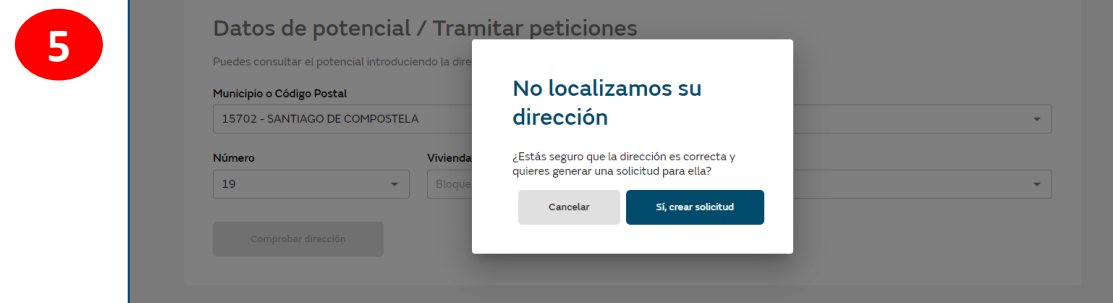 5
Datos de potencial / Tramitar peticiones
Puedes consultar el potencial introduciendo la dire
Municipio o Código Postal
15702 - SANTIAGO DE COMPOSTELA
Número
Vivienda
19
Bloque
Comprobar dirección
No localizamos su
dirección
¿Estás seguro que la dirección es correcta y
quieres generar una solicitud para ella?
Cancelar
Sí, crear solicitud